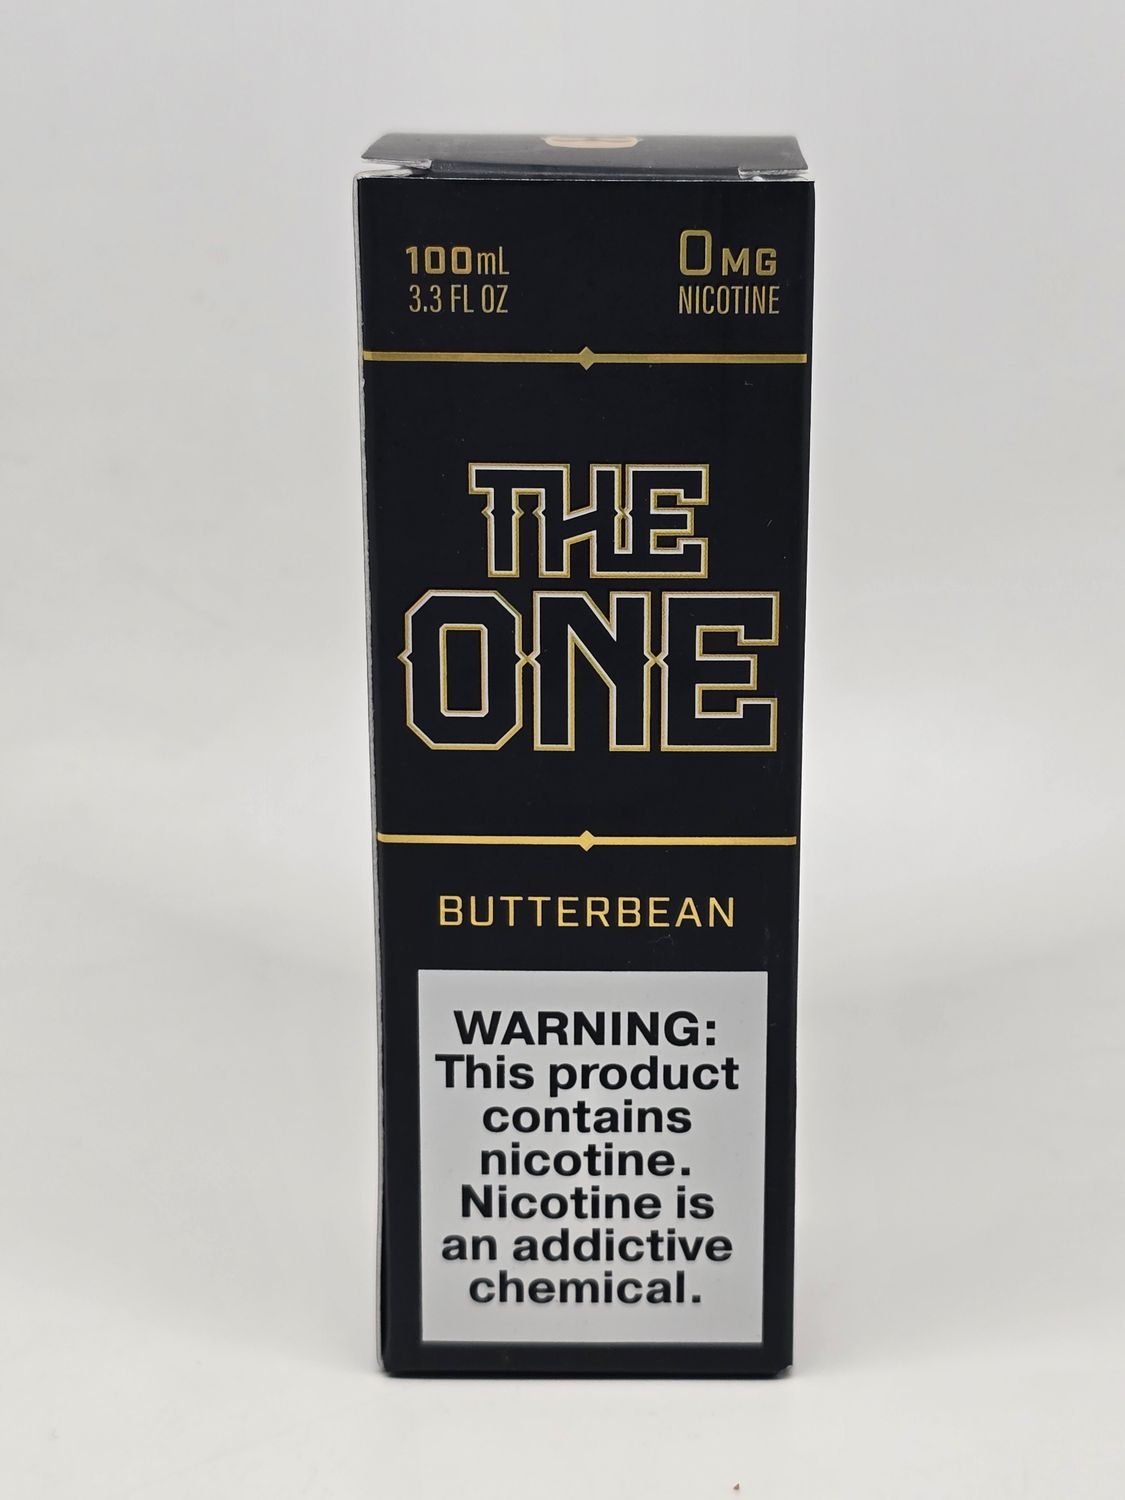 100mL
3.3 FL OZ
0MG
NICOTINE
THE
ONE
BUTTERBEAN
WARNING:
This product
contains
nicotine.
Nicotine is
an addictive
chemical.